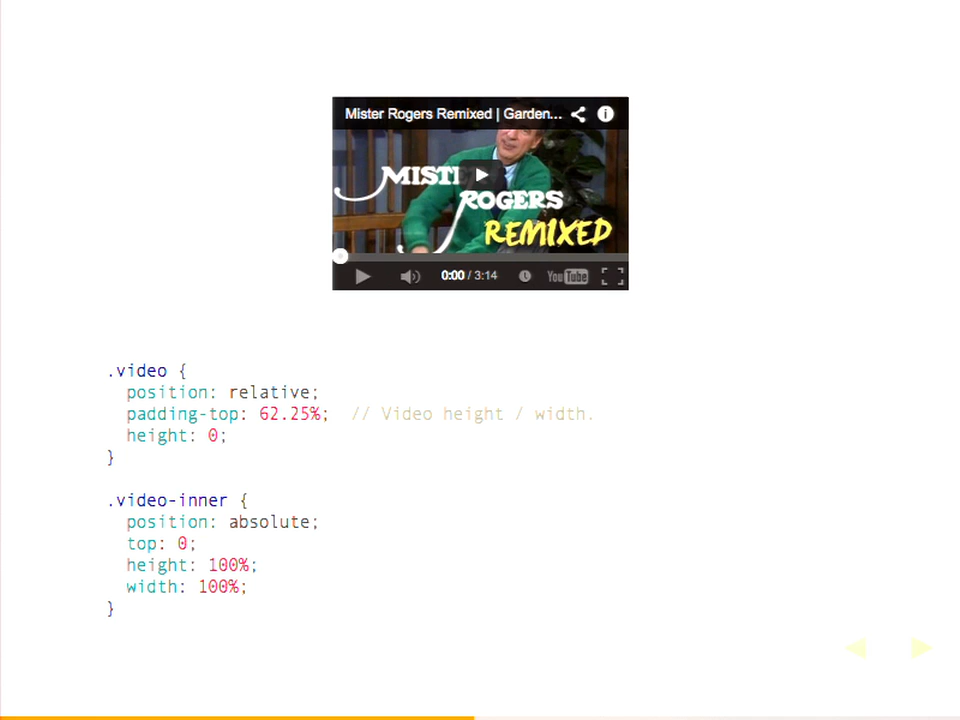 Mister Rogers Remixed | Garden...
MISTE
ROGERS
REMIXED
0:00 / 3:14
YouTube
.video {
position: relative;
padding-top: 62.25%; // Video height / width.
height: 0;
}
.video-inner {
position: absolute;
top: 0;
height: 100%;
width: 100%;
}